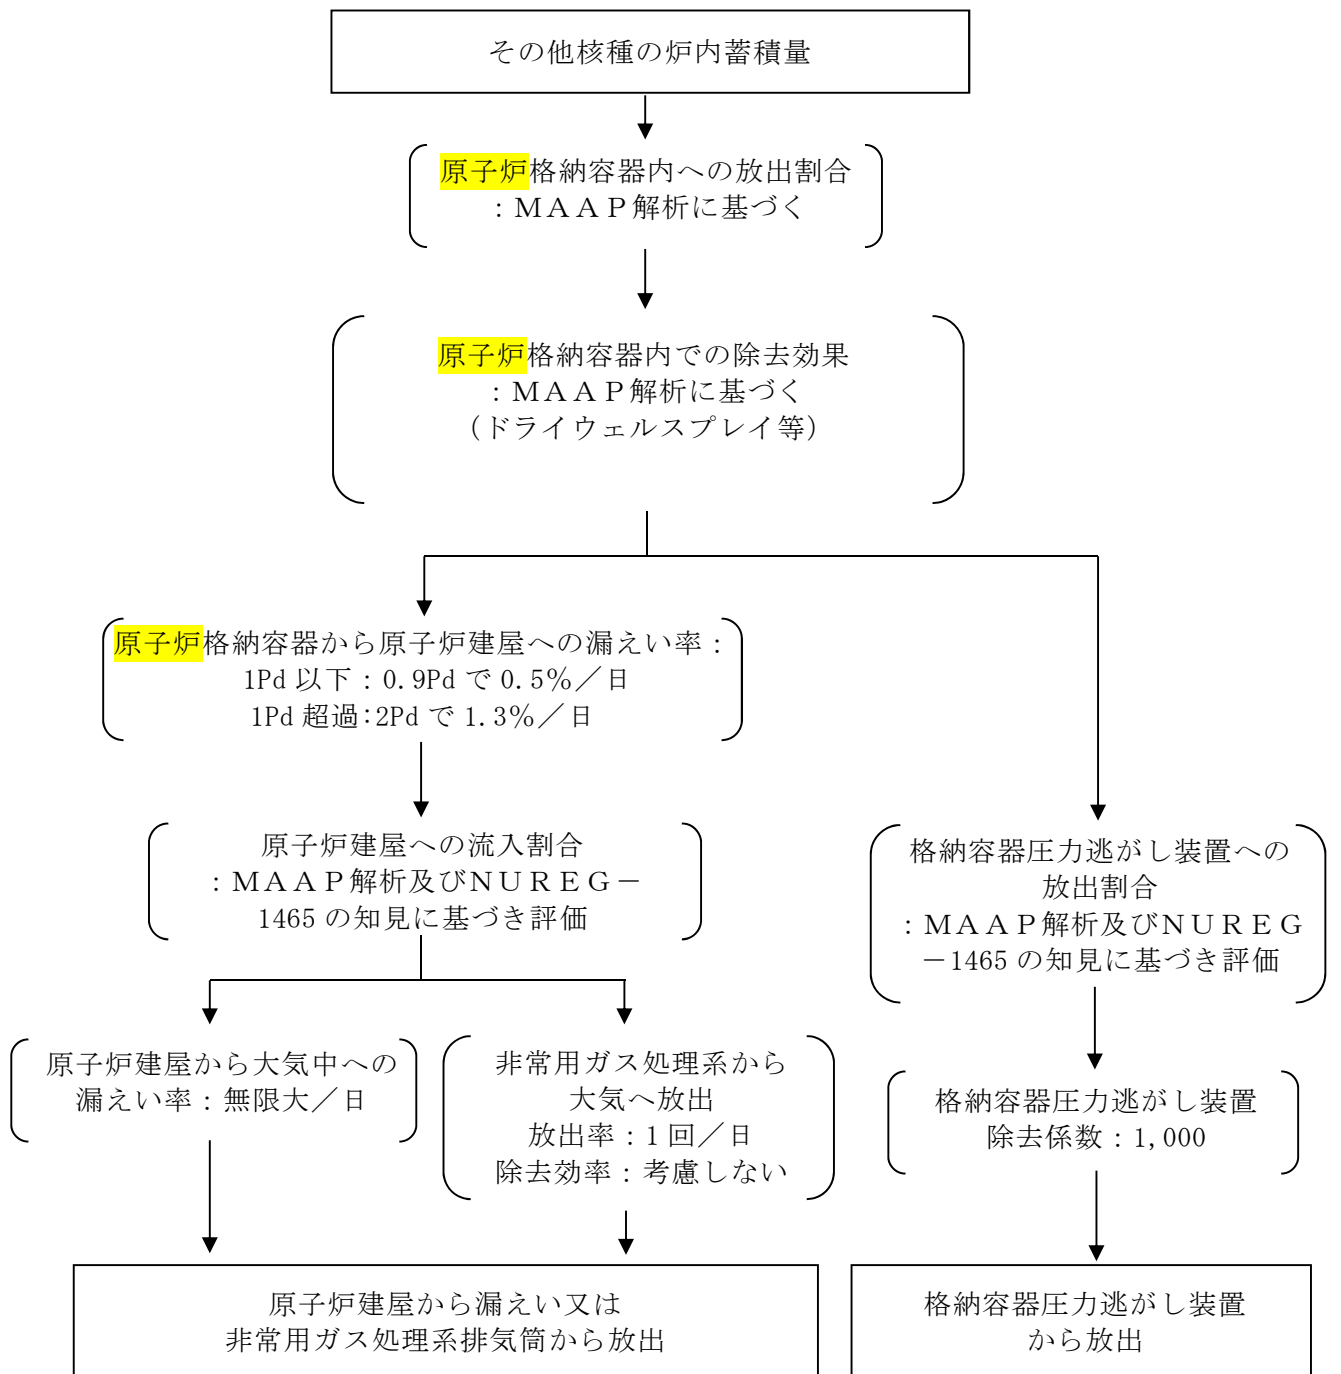 その他核種の炉内蓄積量
原子炉格納容器内への放出割合
：ＭＡＡＰ解析に基づく
原子炉格納容器内での除去効果
：ＭＡＡＰ解析に基づく
（ドライウェルスプレイ等）
原子炉格納容器から原子炉建屋への漏えい率：
1Pd 以下：0.9Pd で 0.5％／日
1Pd 超過：2Pd で 1.3％／日
原子炉建屋への流入割合
：ＭＡＡＰ解析及びＮＵＲＥＧ－
1465 の知見に基づき評価
格納容器圧力逃がし装置への
放出割合
：ＭＡＡＰ解析及びＮＵＲＥＧ
－1465 の知見に基づき評価
原子炉建屋から大気中への
漏えい率：無限大／日
非常用ガス処理系から
大気へ放出
放出率：1 回／日
除去効率：考慮しない
格納容器圧力逃がし装置
除去係数：1,000
原子炉建屋から漏えい又は
非常用ガス処理系排気筒から放出
格納容器圧力逃がし装置
から放出